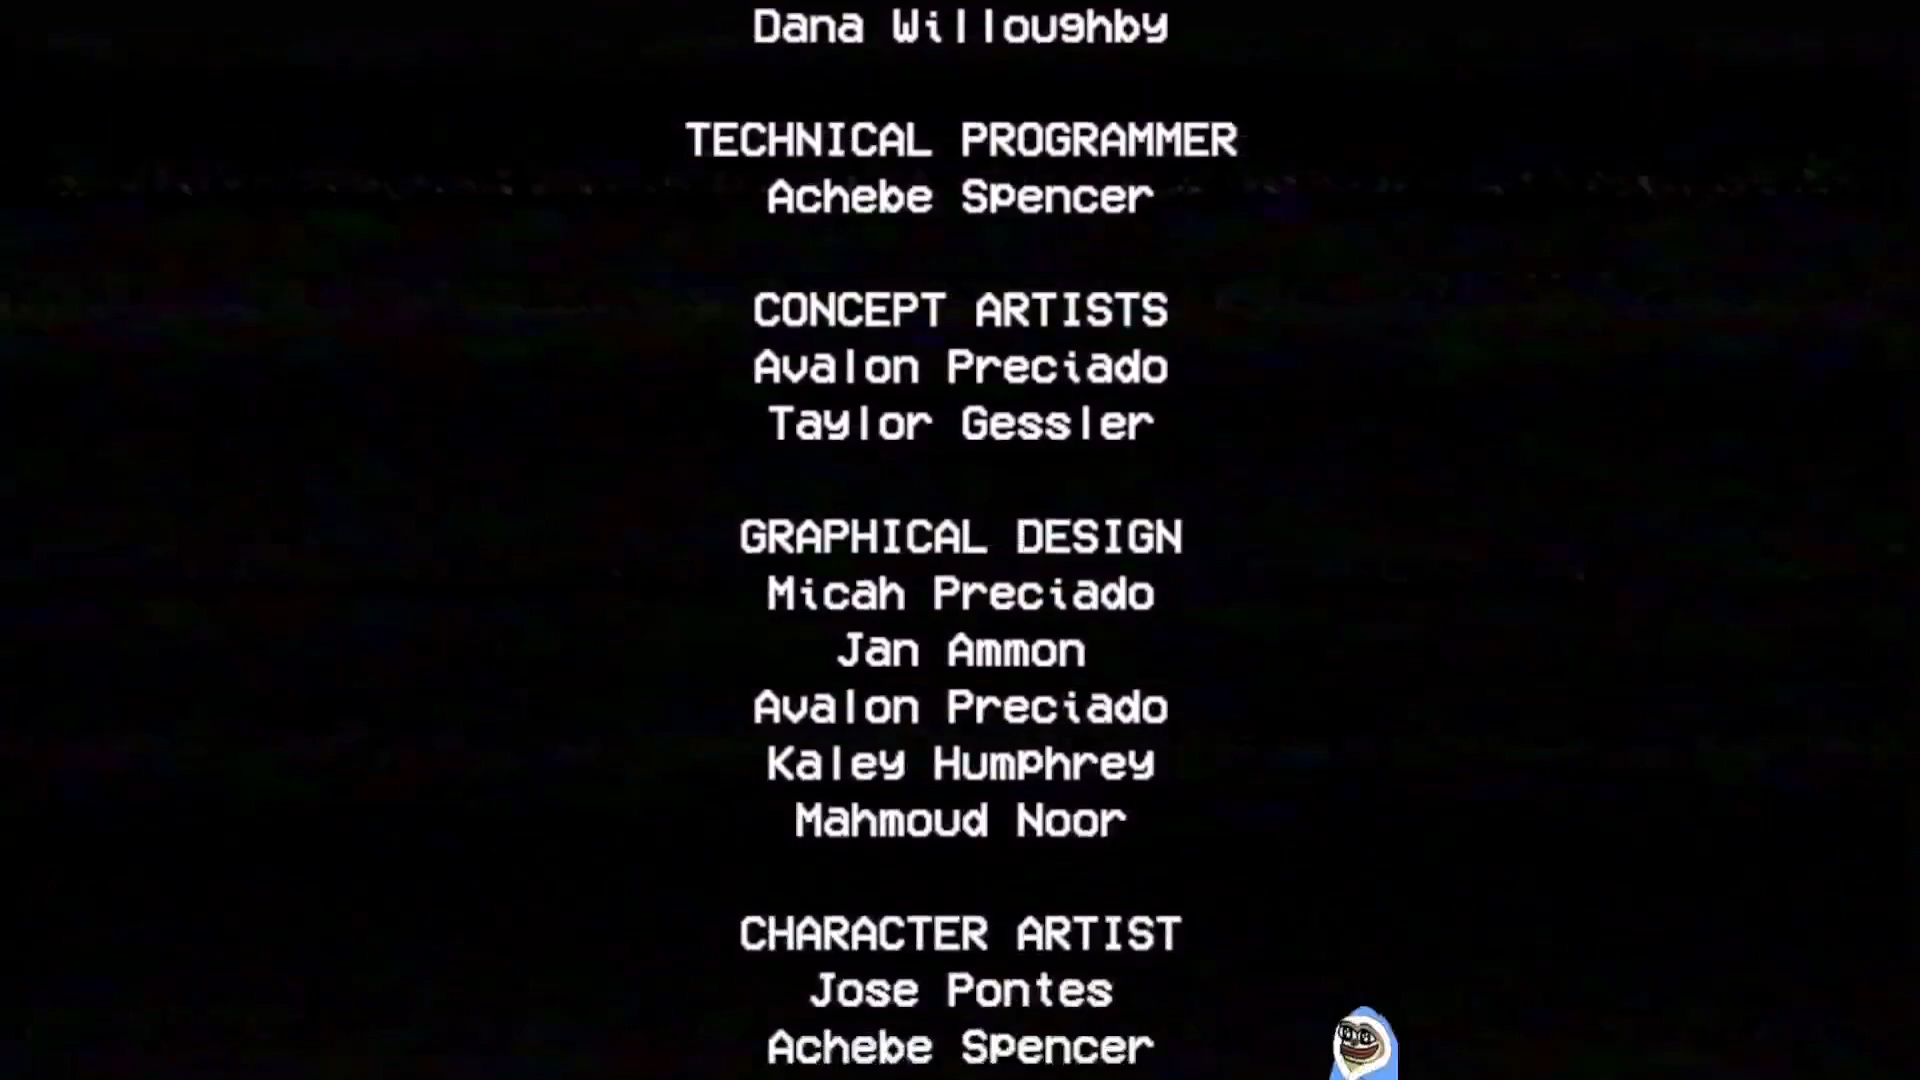 Dana Willoughby
TECHNICAL PROGRAMMER
Achebe Spencer
CONCEPT ARTISTS
Avalon Preciado
Taylor Gessler
GRAPHICAL DESIGN
Micah Preciado
Jan Ammon
Avalon Preciado
Kaley Humphrey
Mahmoud Noor
CHARACTER ARTIST
Jose Pontes
Achebe Spencer